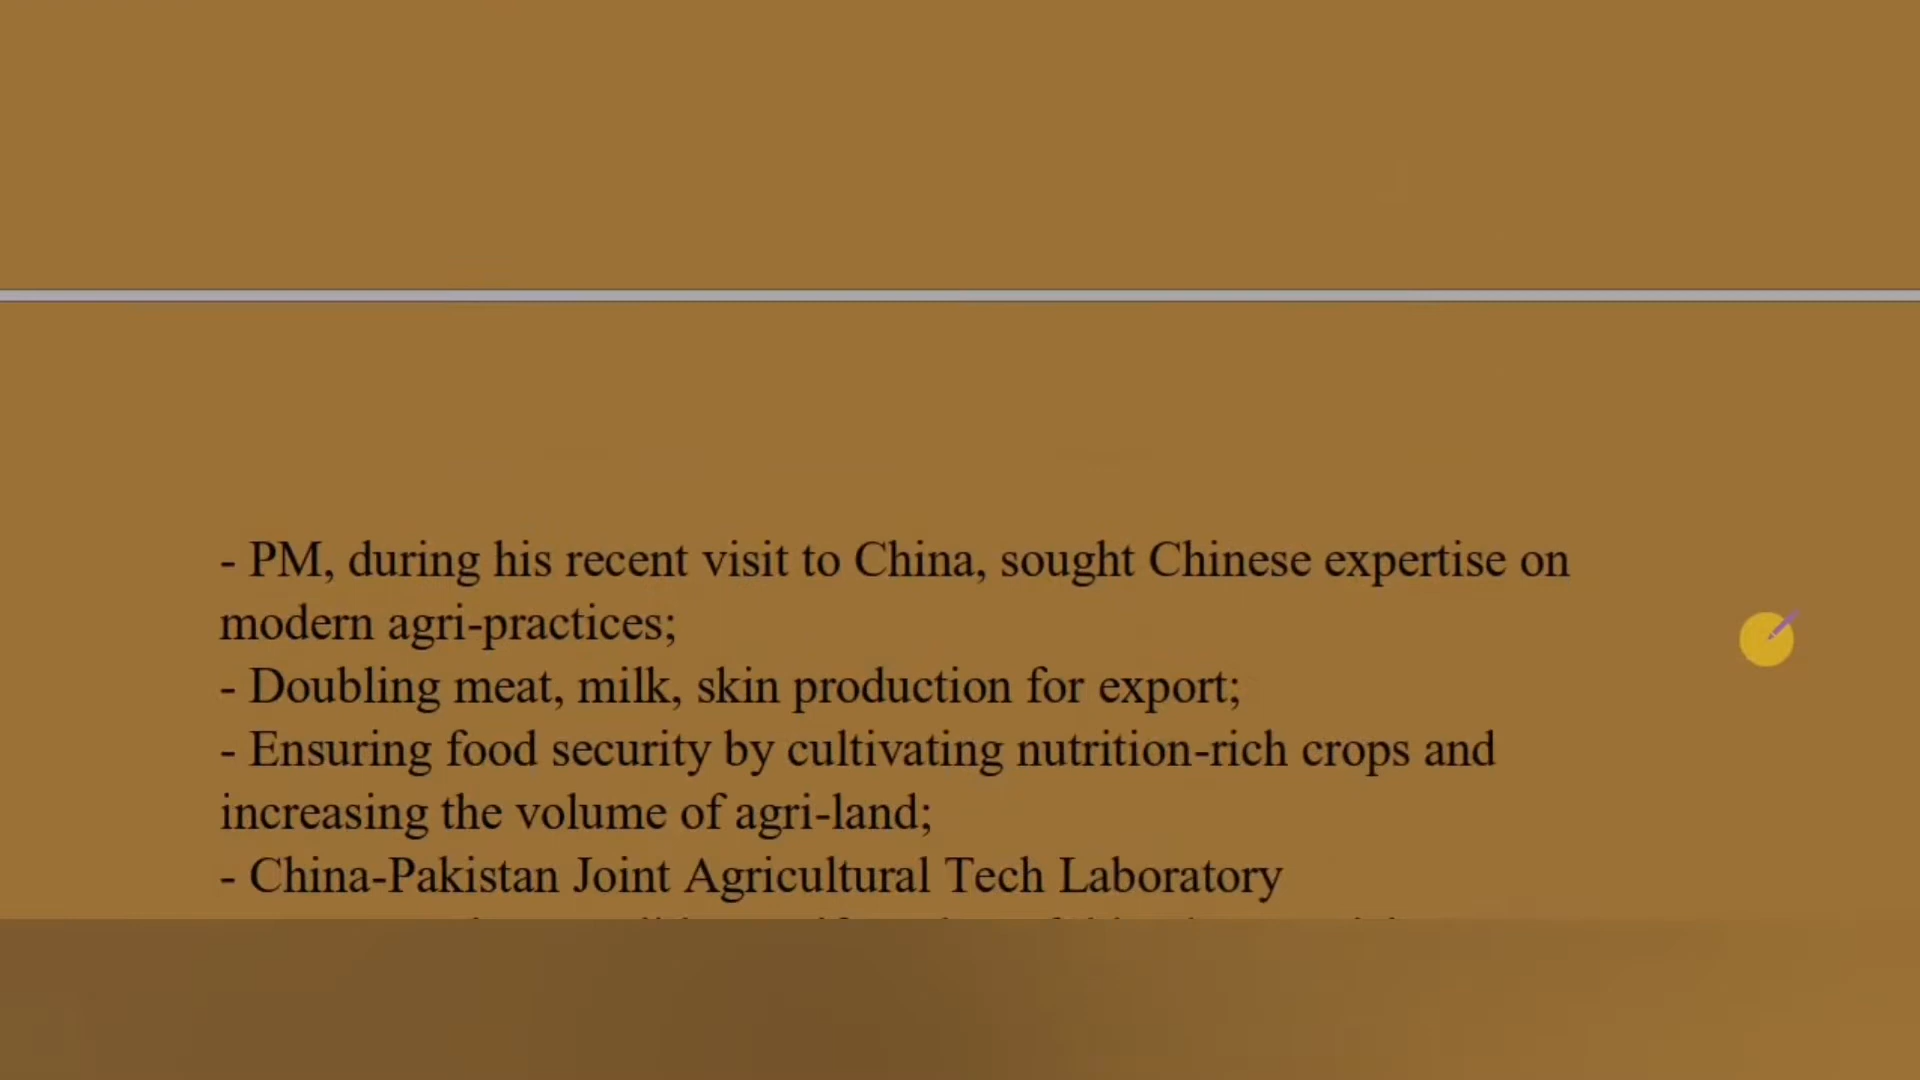 - PM, during his recent visit to China, sought Chinese expertise on
modern agri-practices;
- Doubling meat, milk, skin production for export;
- Ensuring food security by cultivating nutrition-rich crops and
increasing the volume of agri-land;
- China-Pakistan Joint Agricultural Tech Laboratory